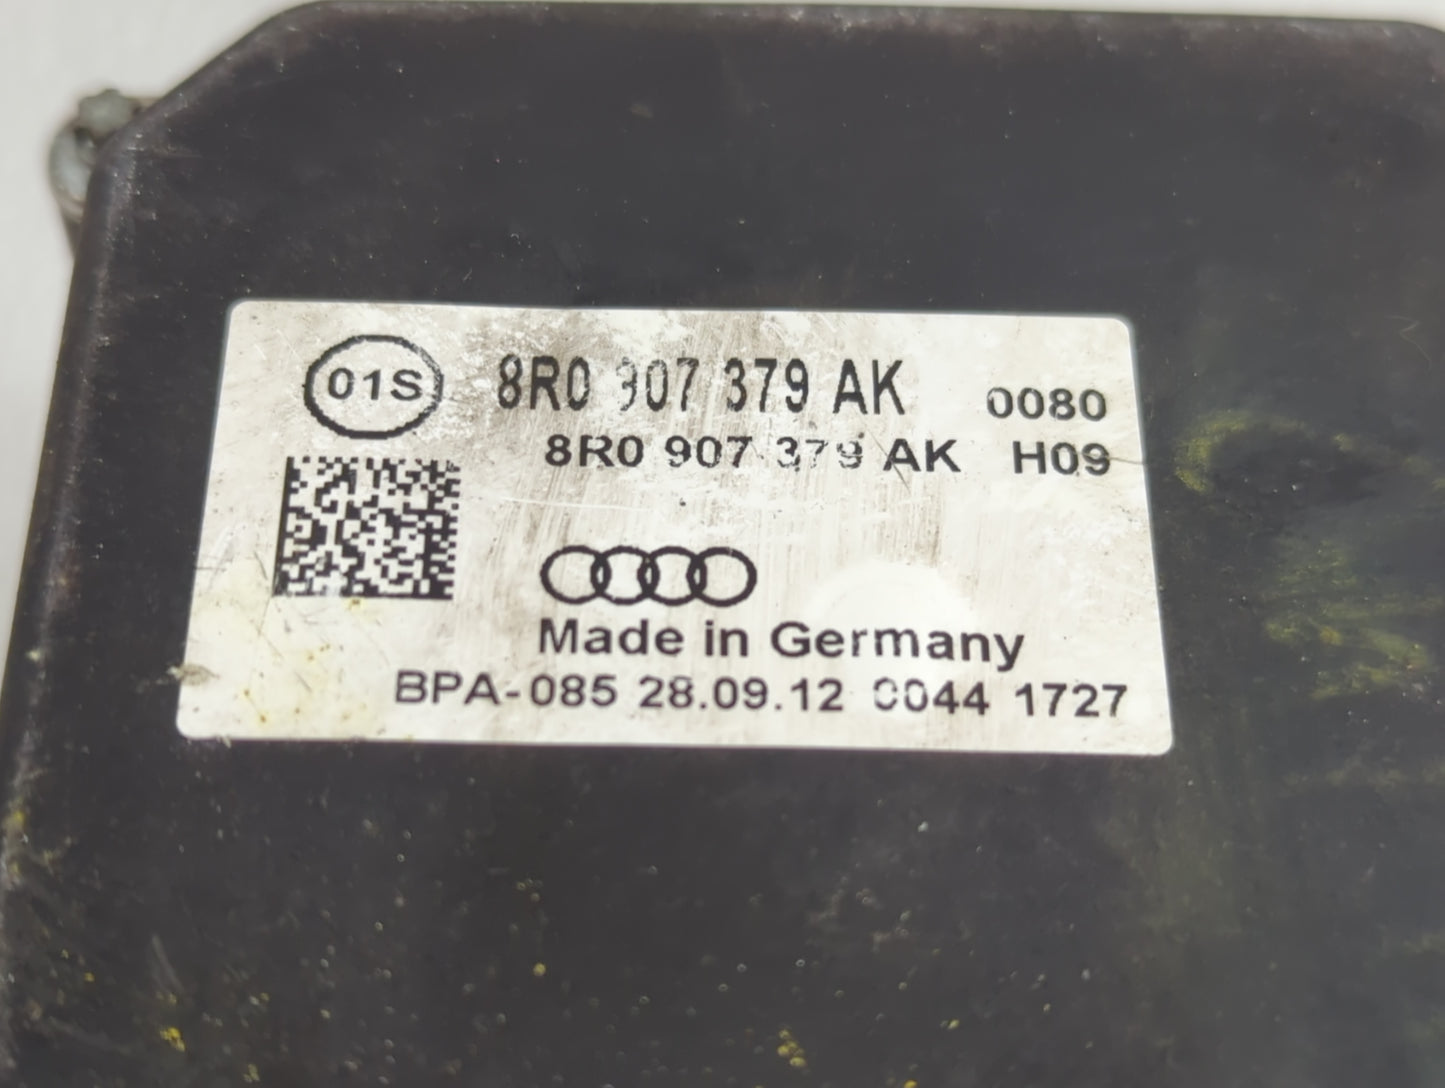 01S
8R0 907 379 AK 0080
8R0 907 379 AK H09
Made in Germany
BPA-085 28.09.12 0044 1727